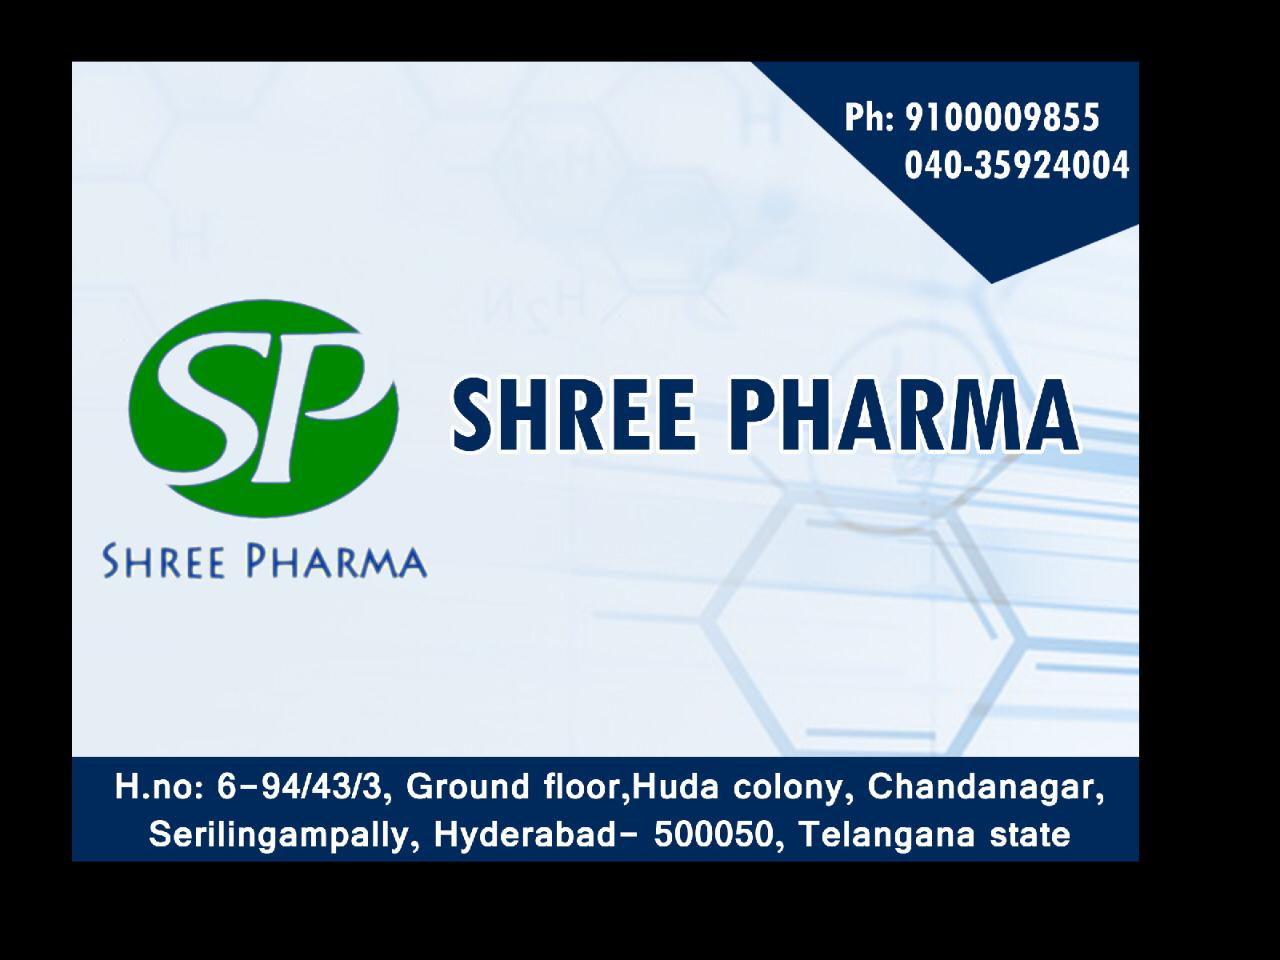 Ph: 9100009855
040-35924004
SP
SHREE PHARMA
SHREE PHARMA
H.no: 6-94/43/3, Ground floor,Huda colony, Chandanagar,
Serilingampally, Hyderabad- 500050, Telangana state